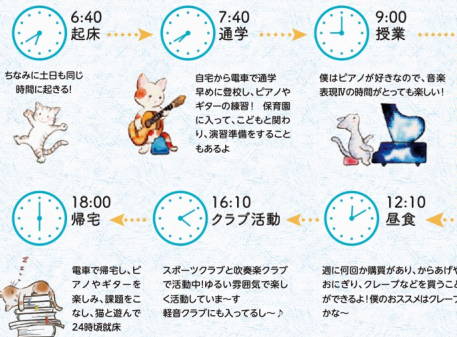 6:40
起床
ちなみに土日も同じ
時間に起きる!
7:40
通学
自宅から電車で通学
早めに登校し、ピアノや
ギターの練習! 保育園
に入って、こどもと関わ
り、演習準備をすること
もあるよ
9:00
授業
僕はピアノが好きなので、音楽
表現Ⅳの時間がとっても楽しい!
12:10
昼食
週に何回か購買があり、からあげや
おにぎり、クレープなどを買うこと
ができるよ!僕のおススメはクレープ
かな～
16:10
クラブ活動
スポーツクラブと吹奏楽クラブ
で活動中!ゆるい雰囲気で楽し
く活動していま～す
軽音クラブにも入ってるし～♪
18:00
帰宅
電車で帰宅し、ピ
アノやギターを
楽しみ、課題をこ
なし、猫と遊んで
24時頃就床